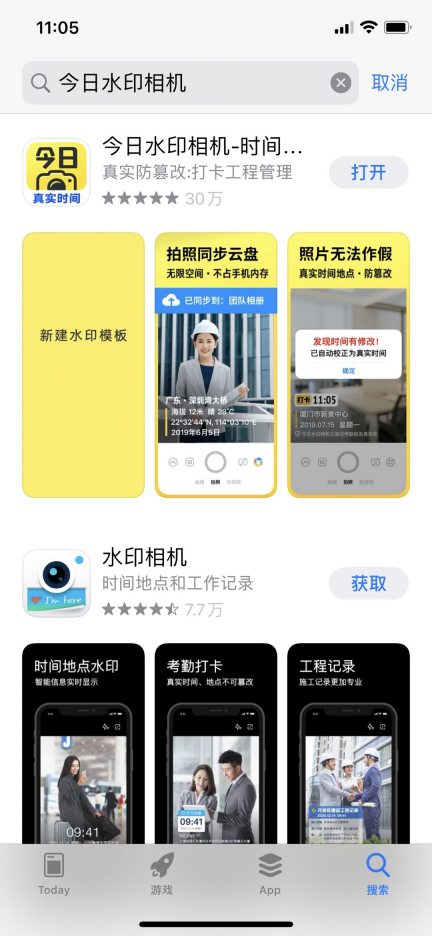 11:05
今日水印相机
取消
今日
真实时间
今日水印相机-时间...
真实防篡改:打卡工程管理
30万
打开
新建水印模板
拍照同步云盘
无限空间·不占手机内存
已同步到：团队相册
广东·深圳湾大桥
海拔 12米 晴 28℃
22°32'44"N, 114°03'10"E
2019年6月5日
拍照
照片无法作假
真实时间地点·防篡改
发现时间有修改！
已自动校正为真实时间
确定
打卡 11:05
厦门市新景中心
2019.07.15 星期一
拍照
I'm here
水印相机
时间地点和工作记录
7.7万
获取
时间地点水印
智能信息实时显示
09:41
考勤打卡
真实时间、地点不可篡改
09:41
工程记录
施工记录更加专业
Today
游戏
App
搜索